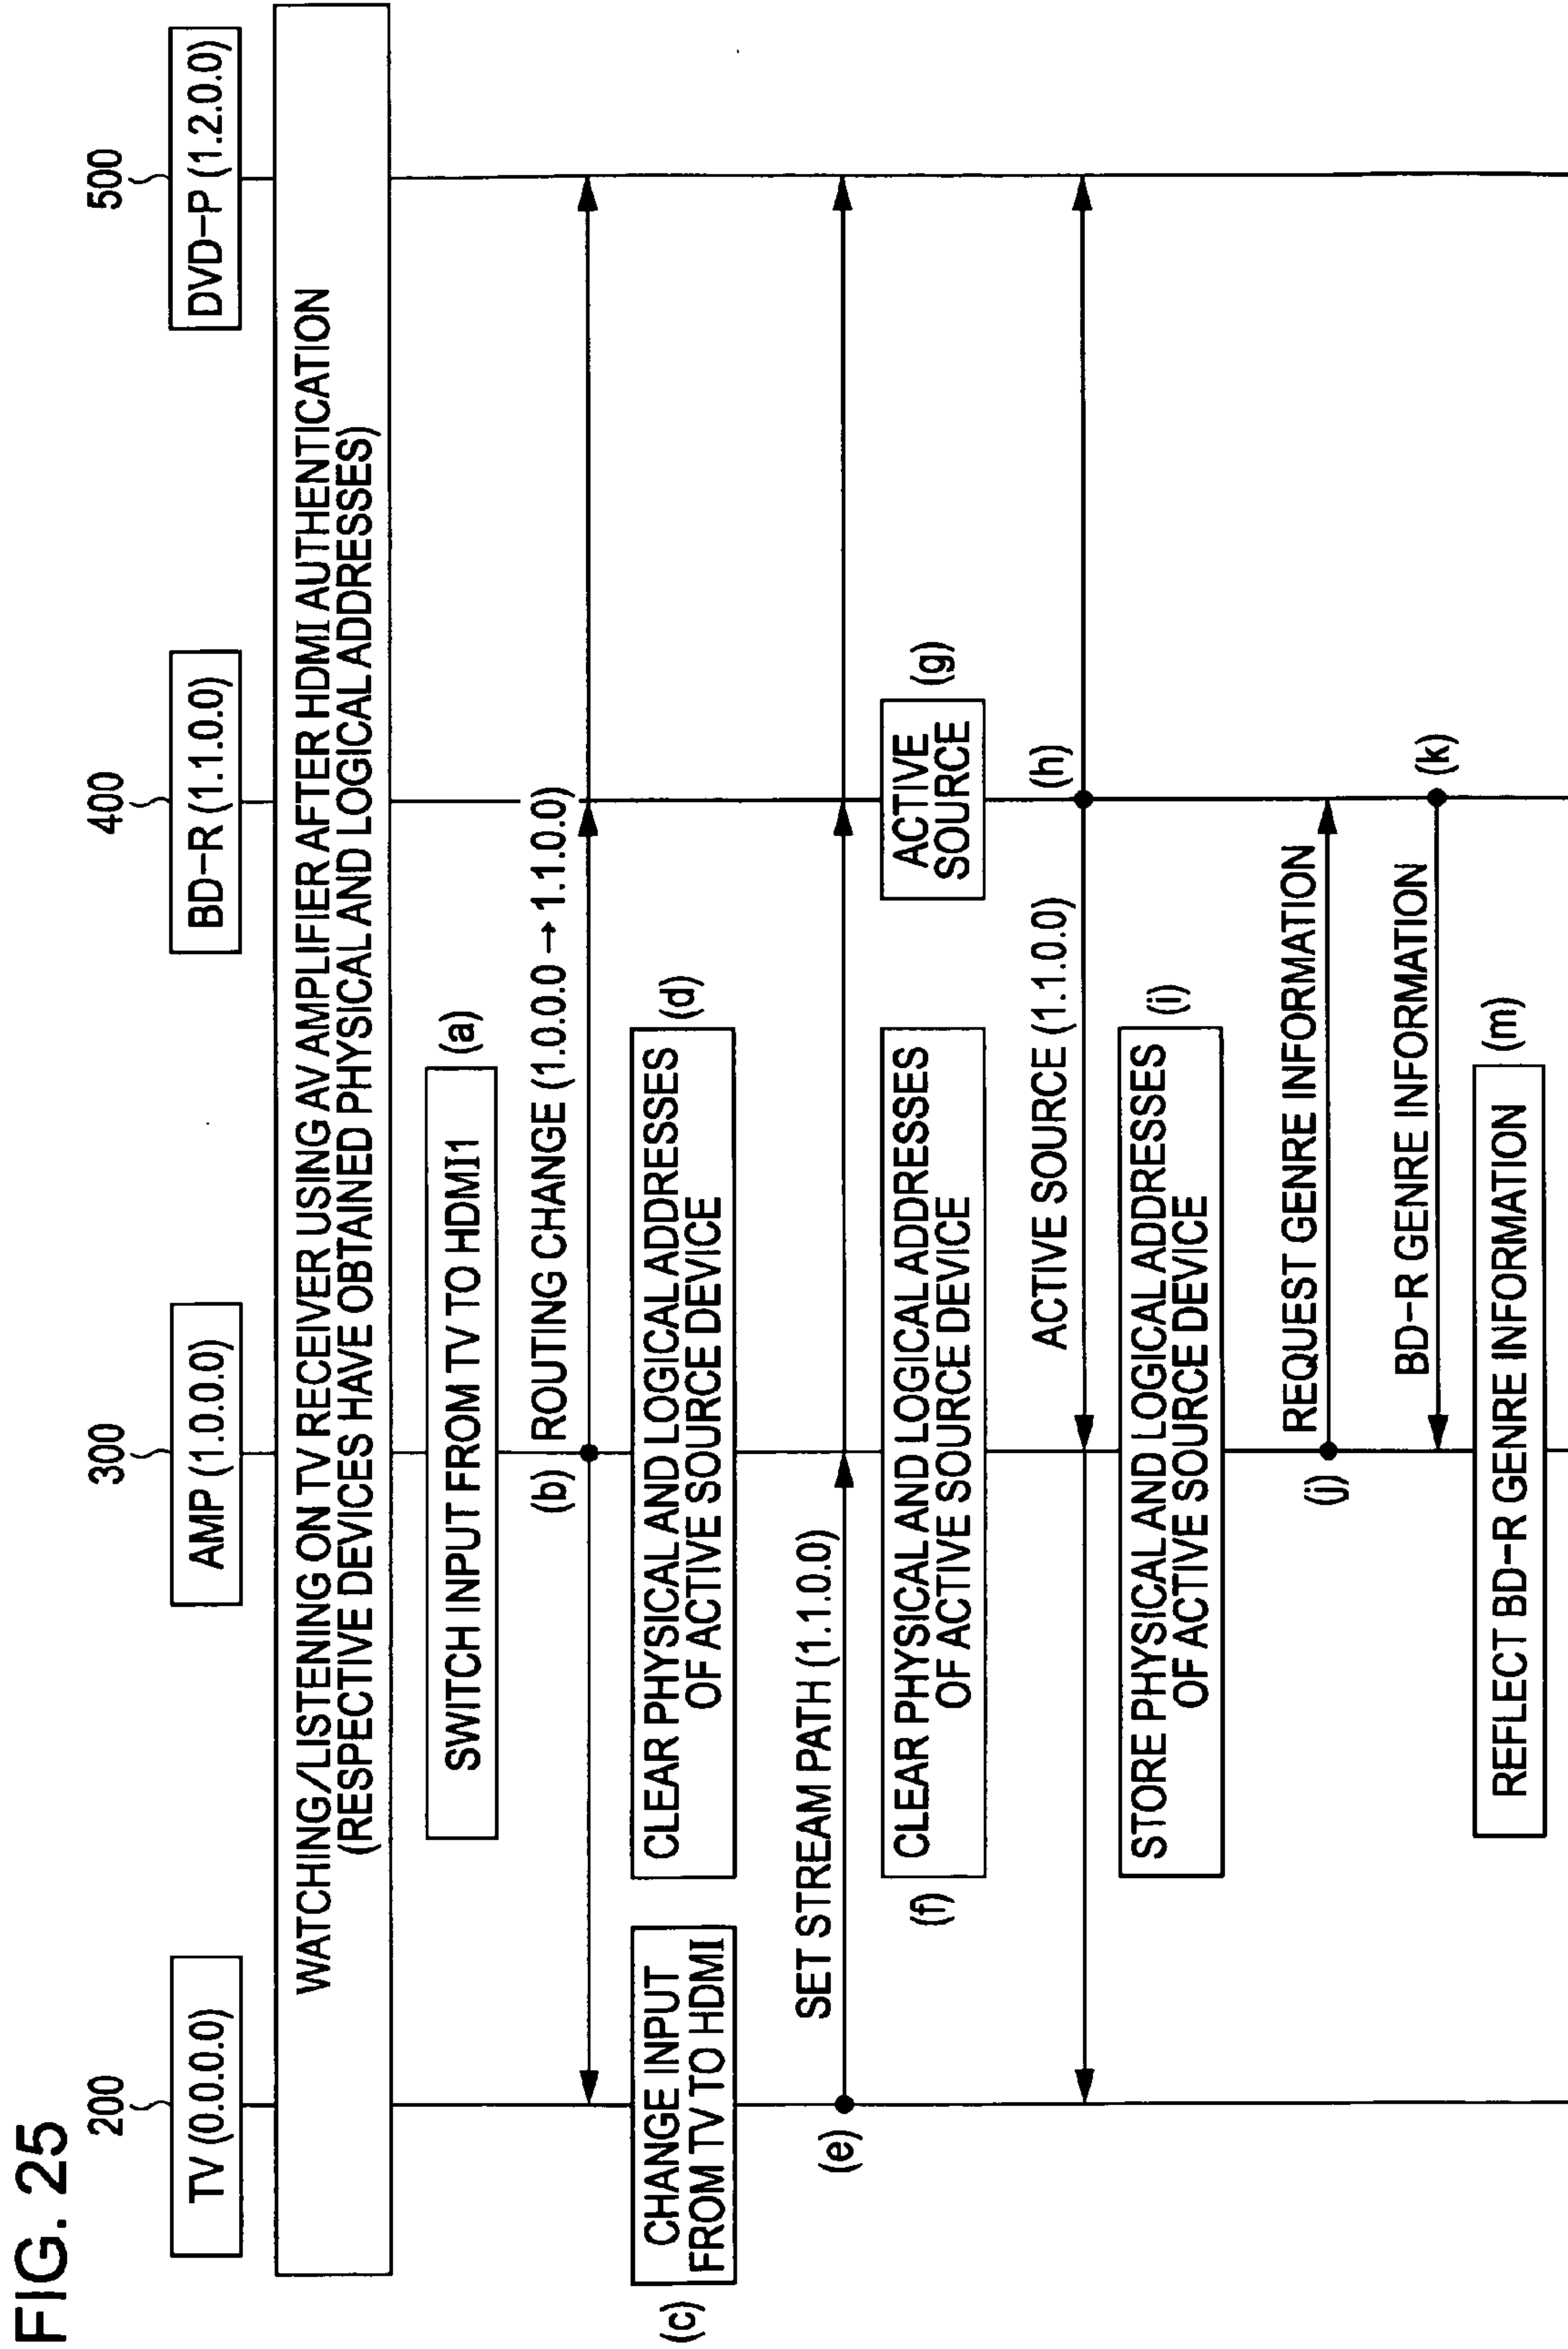 FIG. 25
200
300
400
500
TV (0.0.0.0)
AMP (1.0.0.0)
BD-R (1.1.0.0)
DVD-P (1.2.0.0)
WATCHING/LISTENING ON TV RECEIVER USING AV AMPLIFIER AFTER HDMI AUTHENTICATION
(RESPECTIVE DEVICES HAVE OBTAINED PHYSICAL AND LOGICAL ADDRESSES)
SWITCH INPUT FROM TV TO HDMI1
(a)
(b)
ROUTING CHANGE (1.0.0.0 → 1.1.0.0)
(c)
CHANGE INPUT
FROM TV TO HDMI
CLEAR PHYSICAL AND LOGICAL ADDRESSES
OF ACTIVE SOURCE DEVICE
(d)
SET STREAM PATH (1.1.0.0)
(e)
(f)
CLEAR PHYSICAL AND LOGICAL ADDRESSES
OF ACTIVE SOURCE DEVICE
ACTIVE
SOURCE
(g)
ACTIVE SOURCE (1.1.0.0)
(h)
STORE PHYSICAL AND LOGICAL ADDRESSES
OF ACTIVE SOURCE DEVICE
(i)
(j)
REQUEST GENRE INFORMATION
BD-R GENRE INFORMATION
(k)
REFLECT BD-R GENRE INFORMATION
(m)